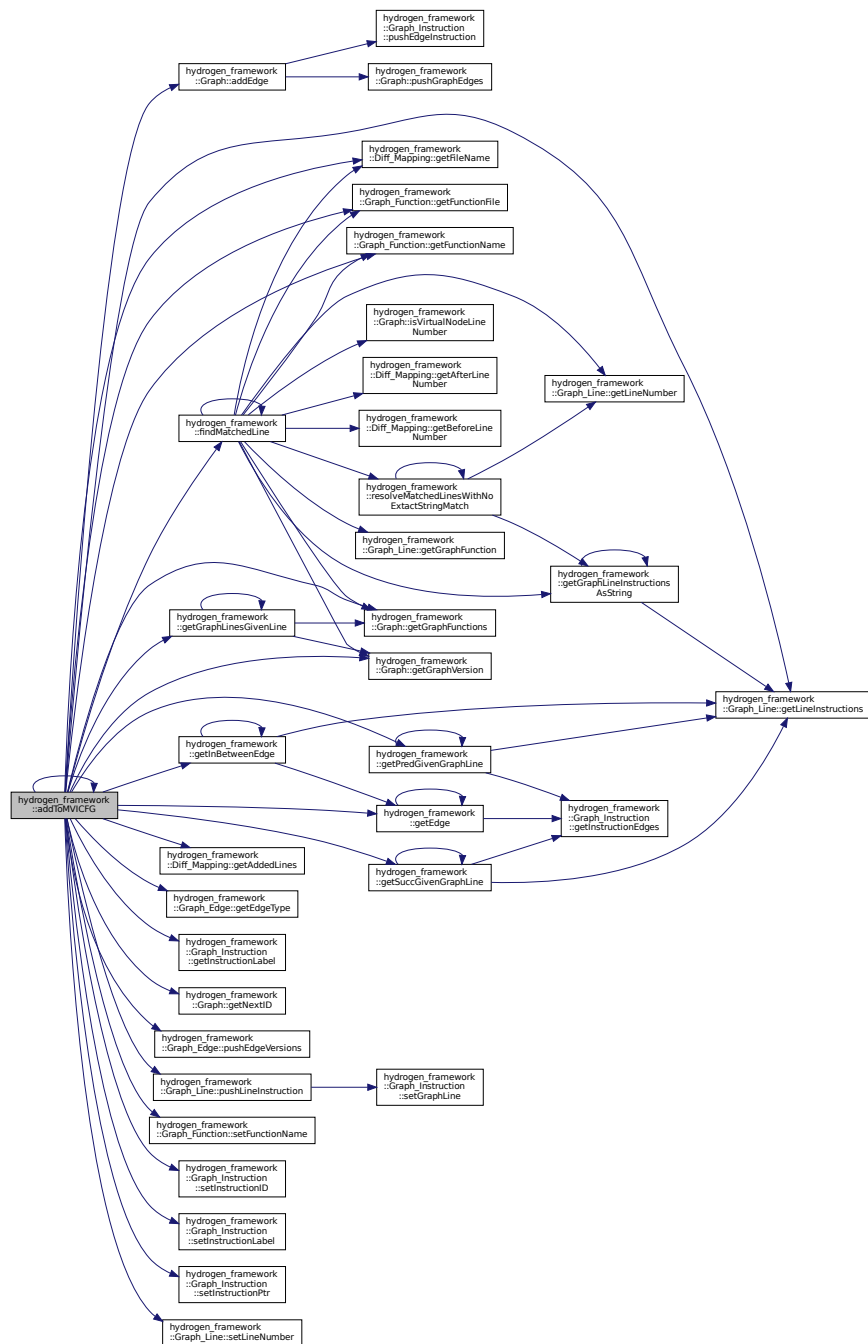 hydrogen_framework
::Graph_Instruction
::pushEdgeInstruction
hydrogen_framework
::Graph::addEdge
hydrogen_framework
::Graph::pushGraphEdges
hydrogen_framework
::Diff_Mapping::getFileName
hydrogen_framework
::Graph_Function::getFunctionFile
hydrogen_framework
::Graph_Function::getFunctionName
hydrogen_framework
::Graph::isVirtualNodeLine
Number
hydrogen_framework
::Diff_Mapping::getAfterLine
Number
hydrogen_framework
::Graph_Line::getLineNumber
hydrogen_framework
::findMatchedLine
hydrogen_framework
::Diff_Mapping::getBeforeLine
Number
hydrogen_framework
::resolveMatchedLinesWithNo
ExtactStringMatch
hydrogen_framework
::Graph_Line::getGraphFunction
hydrogen_framework
::getGraphLineInstructions
AsString
hydrogen_framework
::getGraphLinesGivenLine
hydrogen_framework
::Graph::getGraphFunctions
hydrogen_framework
::Graph::getGraphVersion
hydrogen_framework
::Graph_Line::getLineInstructions
hydrogen_framework
::getInBetweenEdge
hydrogen_framework
::getPredGivenGraphLine
hydrogen_framework
::addToMVICFG
hydrogen_framework
::getEdge
hydrogen_framework
::Graph_Instruction
::getInstructionEdges
hydrogen_framework
::Diff_Mapping::getAddedLines
hydrogen_framework
::getSuccGivenGraphLine
hydrogen_framework
::Graph_Edge::getEdgeType
hydrogen_framework
::Graph_Instruction
::getInstructionLabel
hydrogen_framework
::Graph::getNextID
hydrogen_framework
::Graph_Edge::pushEdgeVersions
hydrogen_framework
::Graph_Line::pushLineInstruction
hydrogen_framework
::Graph_Instruction
::setGraphLine
hydrogen_framework
::Graph_Function::setFunctionName
hydrogen_framework
::Graph_Instruction
::setInstructionID
hydrogen_framework
::Graph_Instruction
::setInstructionLabel
hydrogen_framework
::Graph_Instruction
::setInstructionPtr
hydrogen_framework
::Graph_Line::setLineNumber